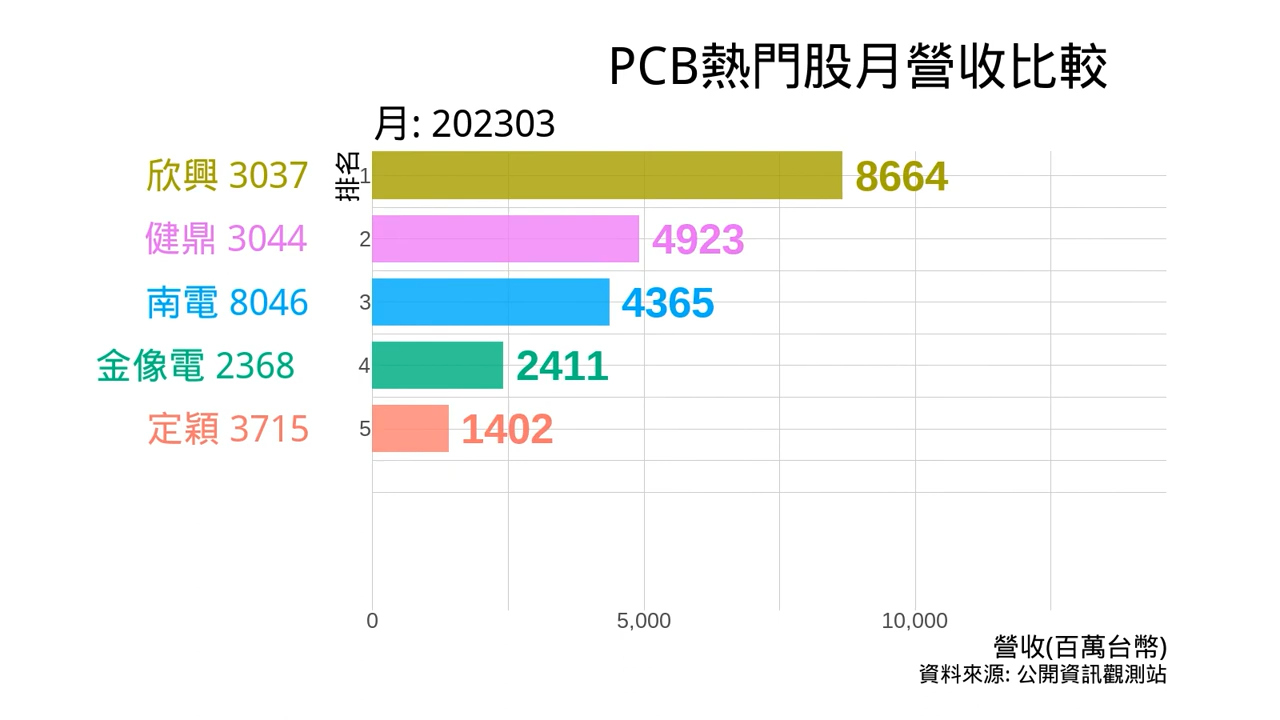 PCB熱門股月營收比較
月: 202303
排名
欣興 3037 1 8664
健鼎 3044 2 4923
南電 8046 3 4365
金像電 2368 4 2411
定穎 3715 5 1402
0 5,000 10,000
營收(百萬台幣)
資料來源: 公開資訊觀測站